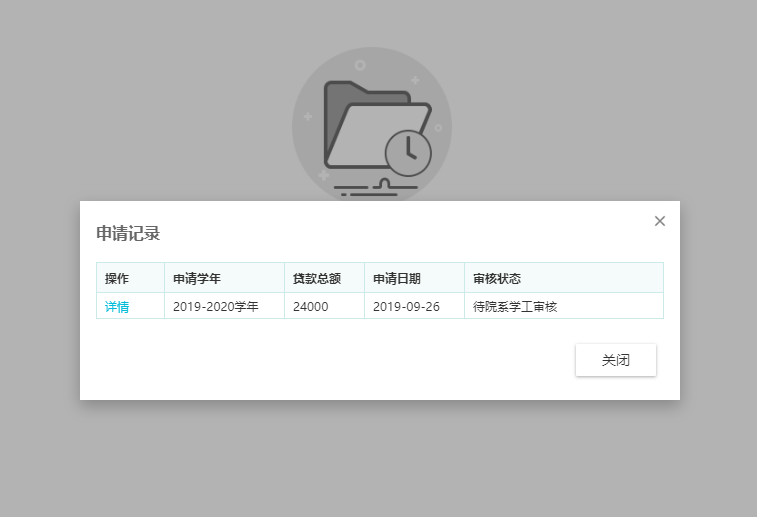 申请记录
操作 申请学年 贷款总额 申请日期 审核状态
详情 2019-2020学年 24000 2019-09-26 待院系学工审核
关闭